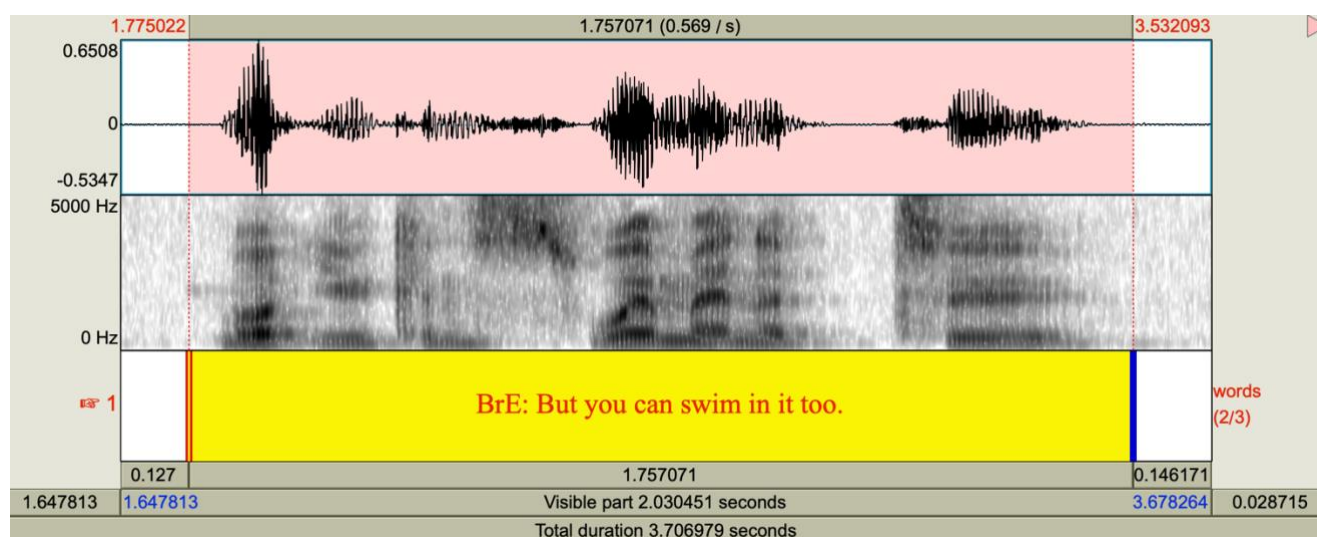 1.775022 1.757071 (0.569 / s) 3.532093
0.6508
0
-0.5347
5000 Hz
0 Hz
☞ 1 BrE: But you can swim in it too. words
(2/3)
0.127 1.757071 0.146171
1.647813 1.647813 Visible part 2.030451 seconds 3.678264 0.028715
Total duration 3.706979 seconds